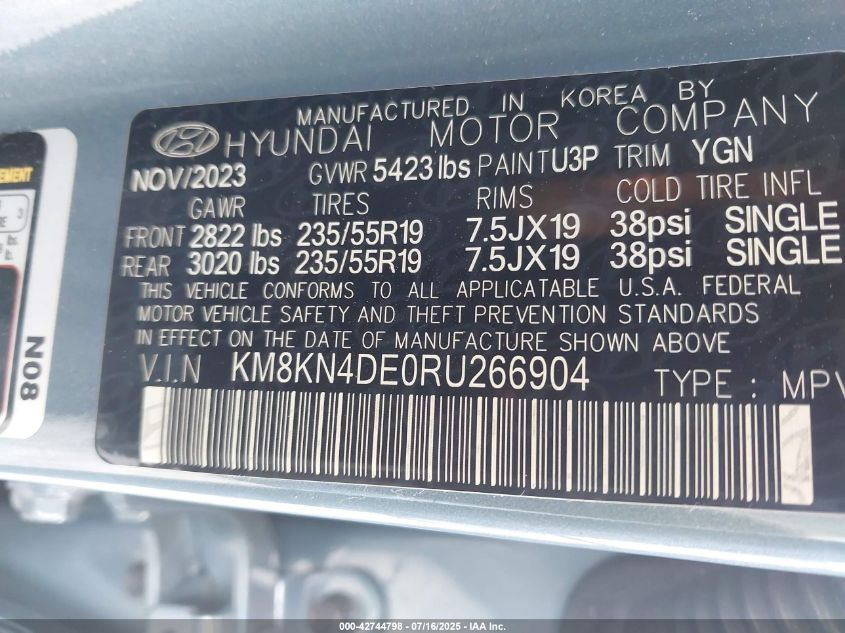 MANUFACTURED IN KOREA BY
HYUNDAI MOTOR COMPANY
NOV/2023 GVWR 5423 lbs PAINT U3P TRIM YGN
GAWR TIRES RIMS COLD TIRE INFL
FRONT 2822 lbs 235/55R19 7.5JX19 38psi SINGLE
REAR 3020 lbs 235/55R19 7.5JX19 38psi SINGLE
THIS VEHICLE CONFORMS TO ALL APPLICATABLE U.S.A. FEDERAL
MOTOR VEHICLE SAFETY AND THEFT PREVENTION STANDARDS
IN EFFECT ON THE DATE OF MANUFACTURE SHOWN ABOVE
V.I.N KM8KN4DE0RU266904 TYPE : MPV
N08
000-42744798 - 07/16/2025 - IAA Inc.